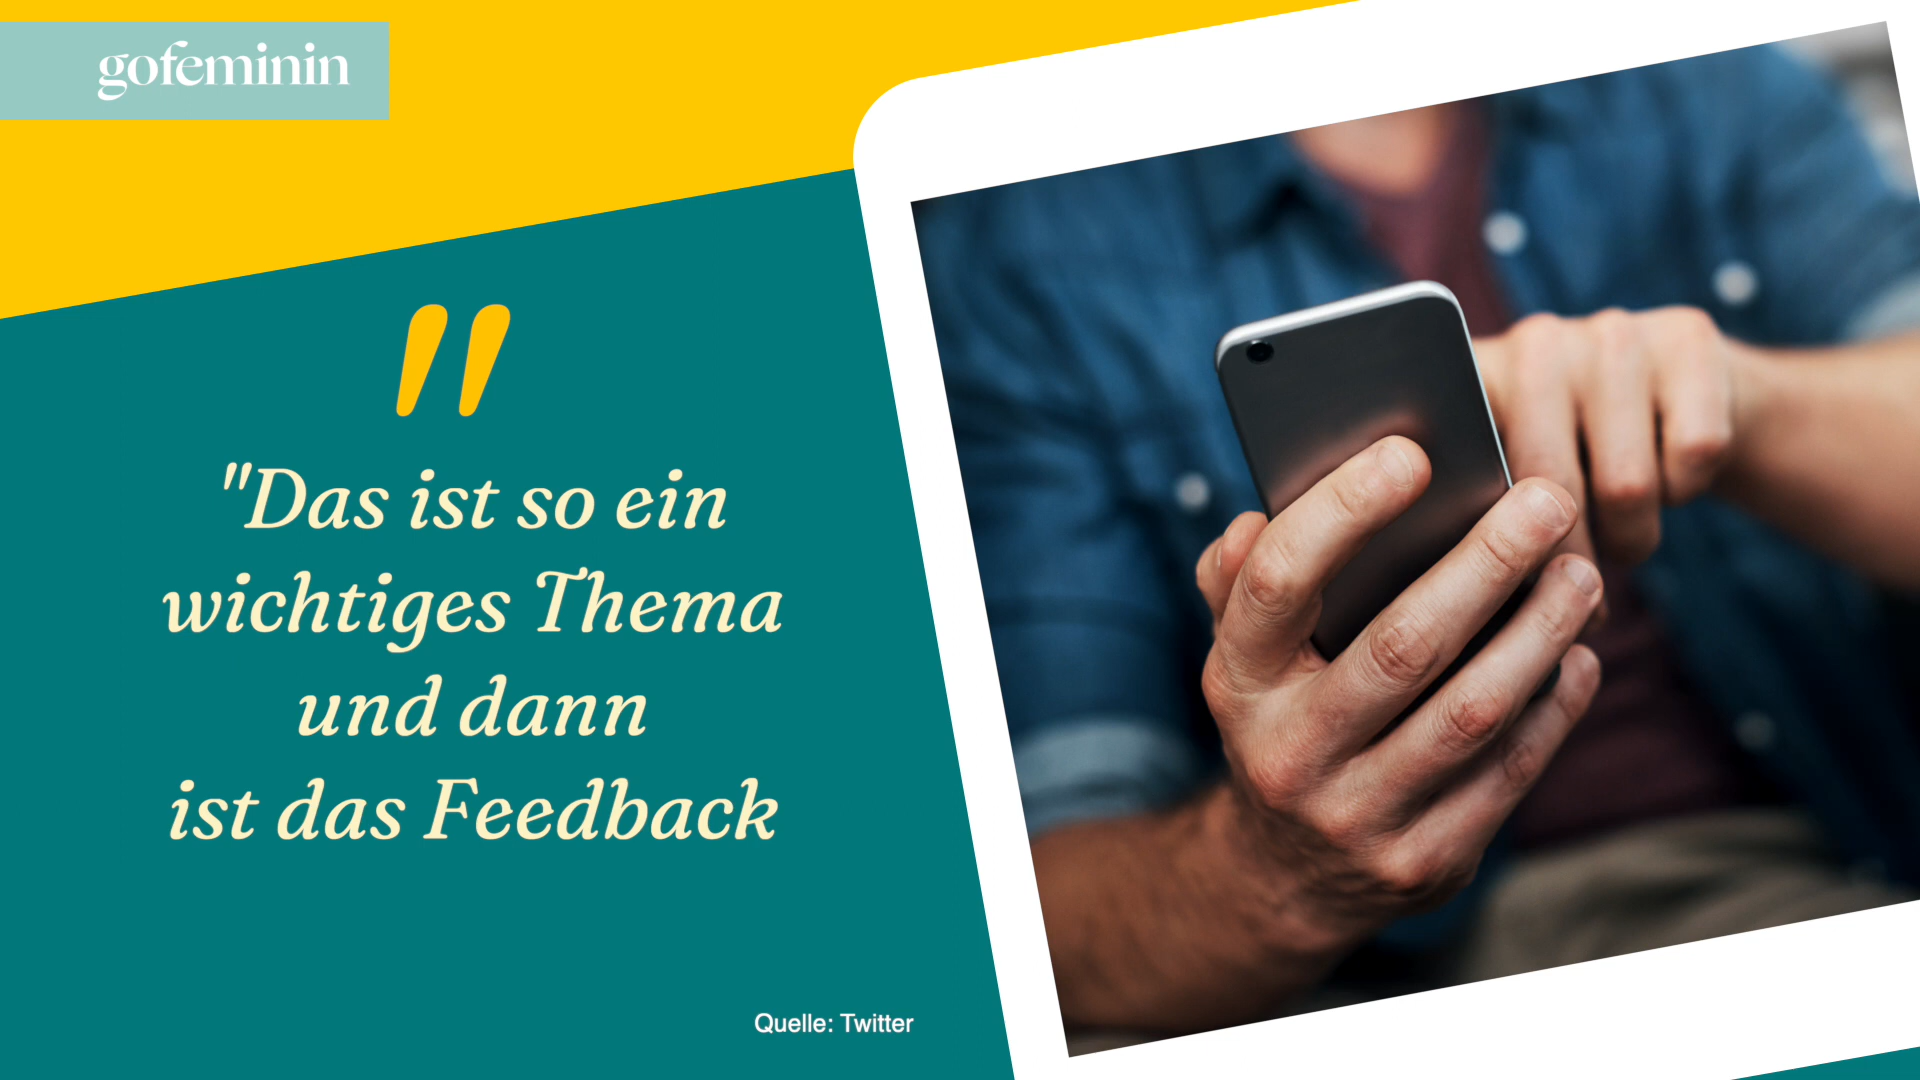 gofeminin
"Das ist so ein
wichtiges Thema
und dann
ist das Feedback
Quelle: Twitter